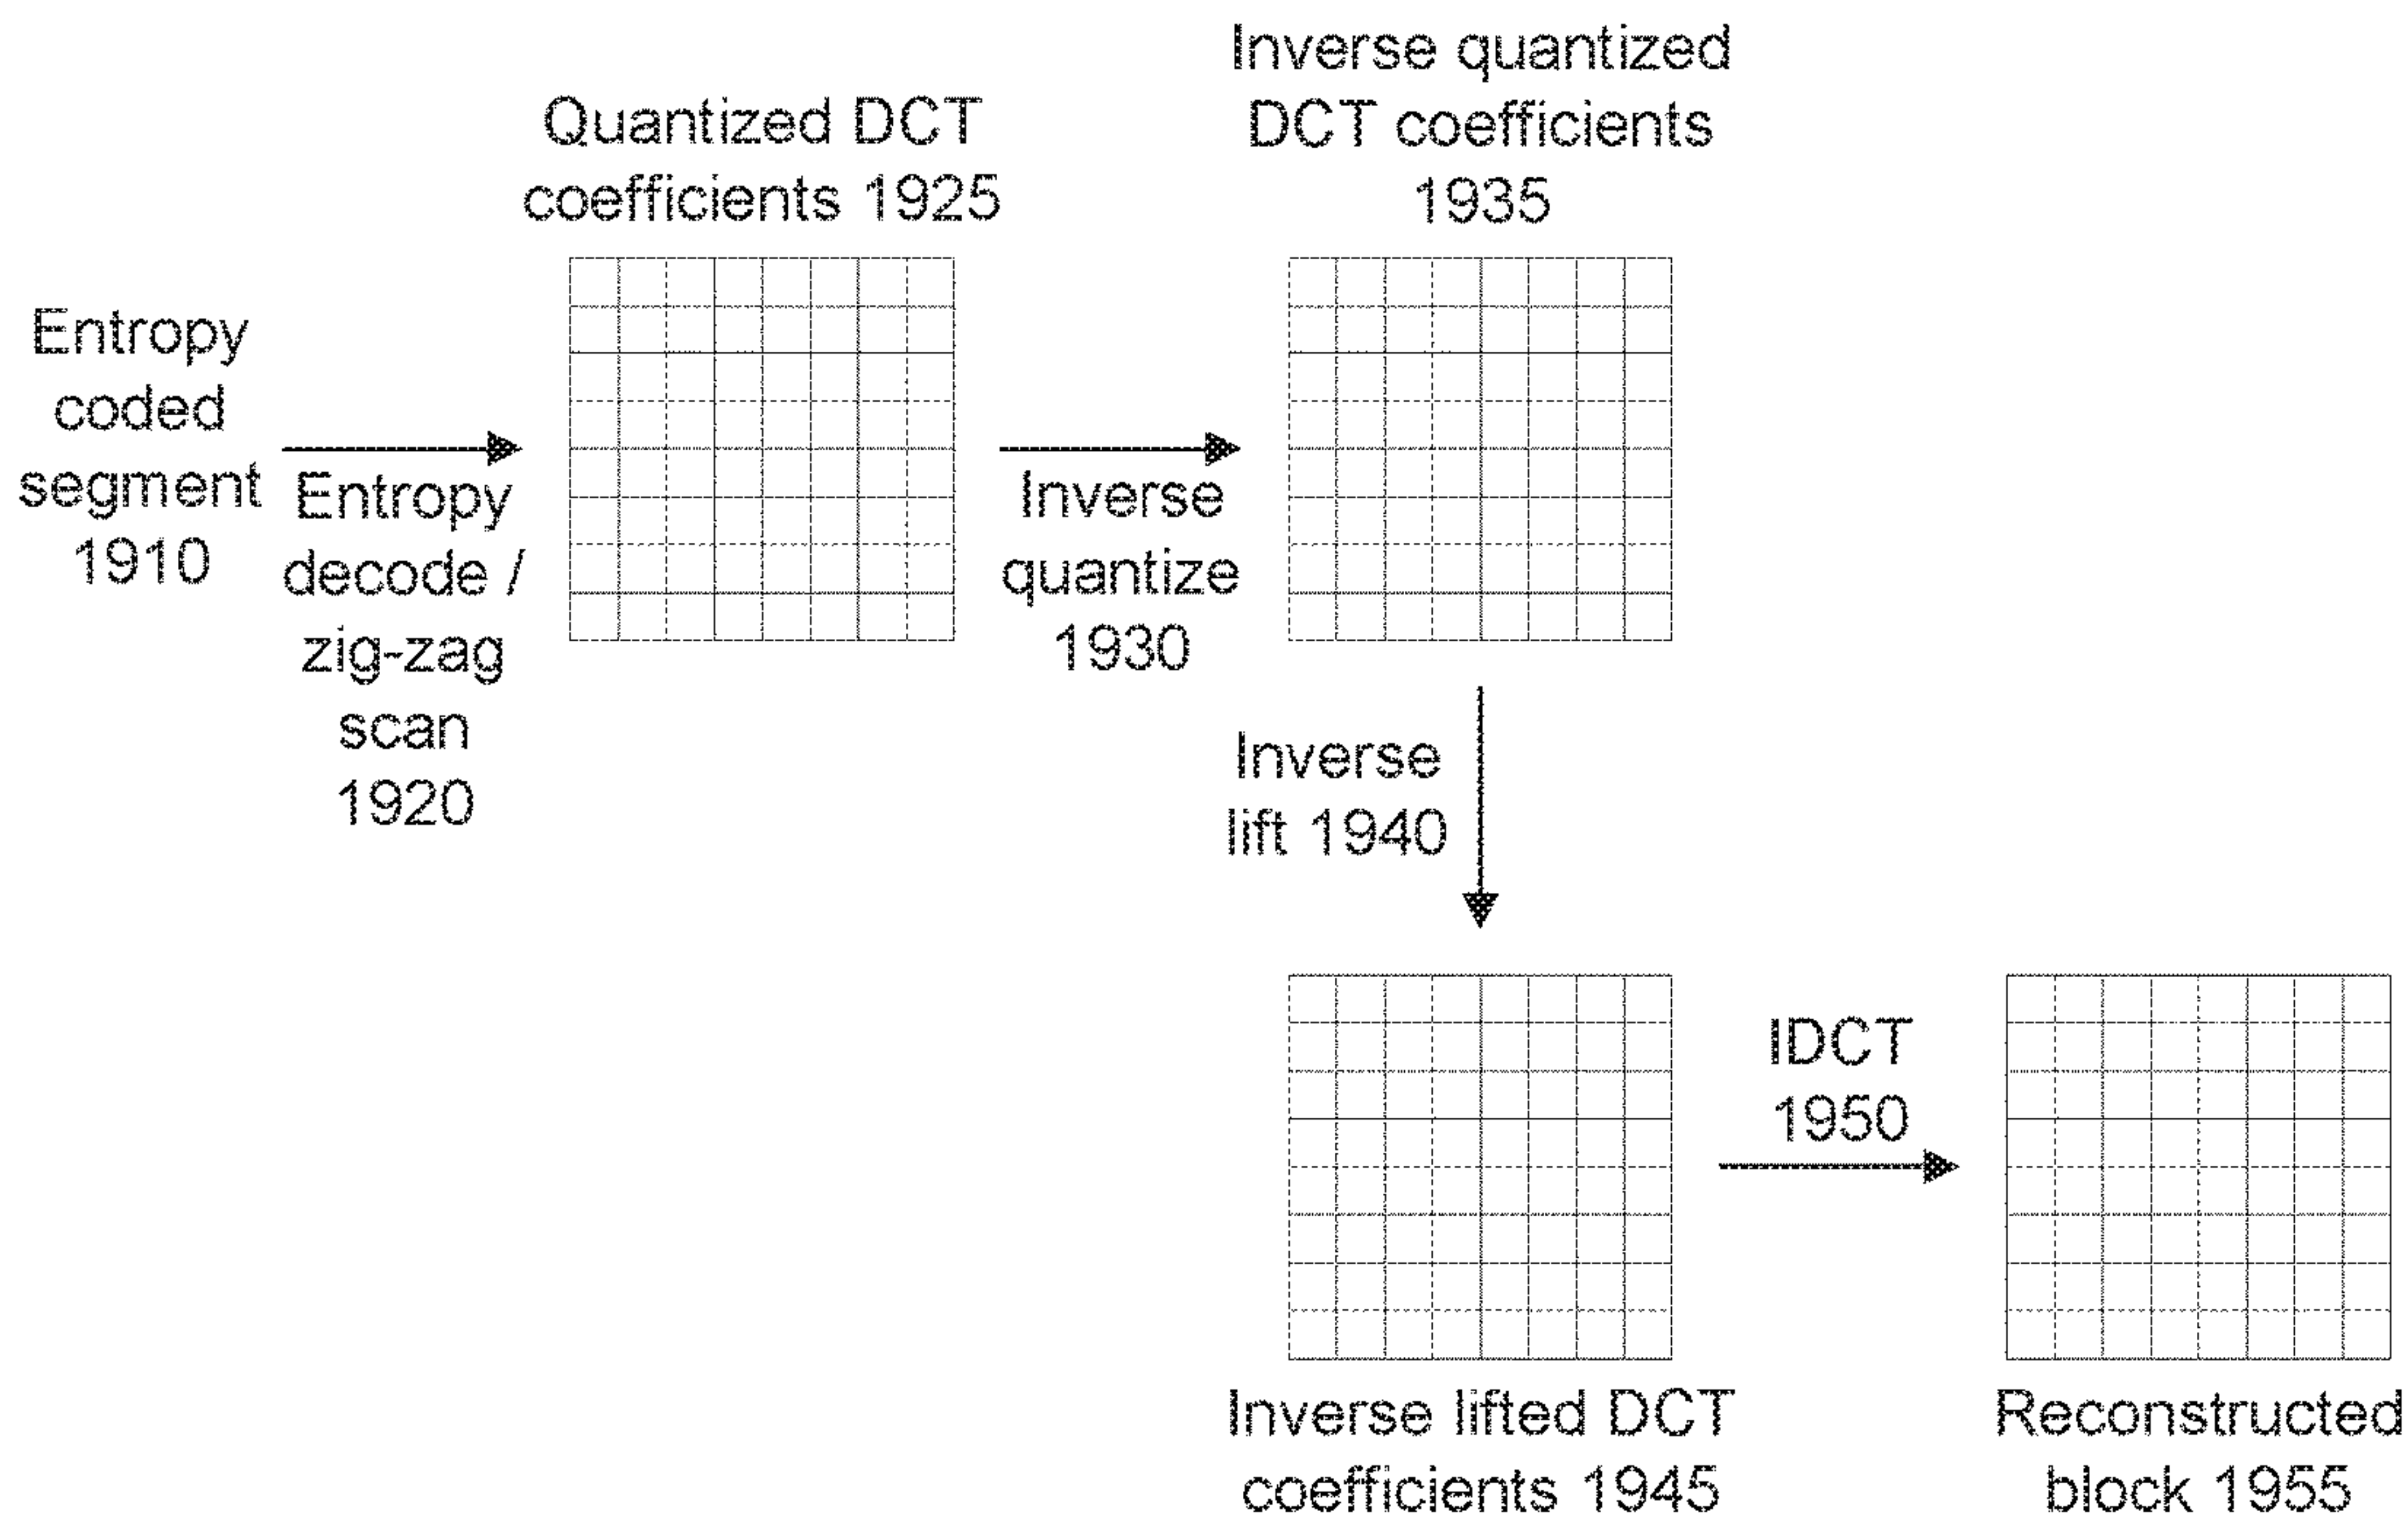 Entropy
coded
segment
1910
Entropy
decode /
zig-zag
scan
1920
Quantized DCT
coefficients 1925
Inverse
quantize
1930
Inverse quantized
DCT coefficients
1935
Inverse
lift 1940
Inverse lifted DCT
coefficients 1945
IDCT
1950
Reconstructed
block 1955